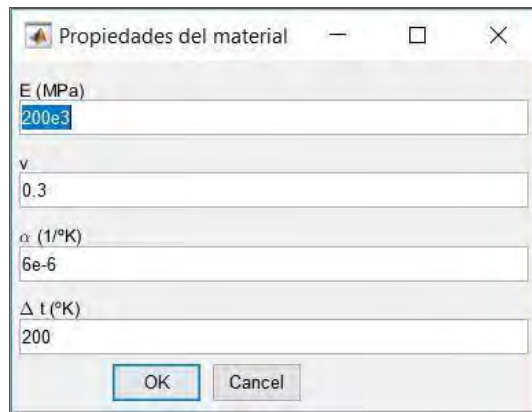 Propiedades del material
E (MPa)
200e3
v
0.3
α (1/ºK)
6e-6
Δ t (ºK)
200
OK Cancel